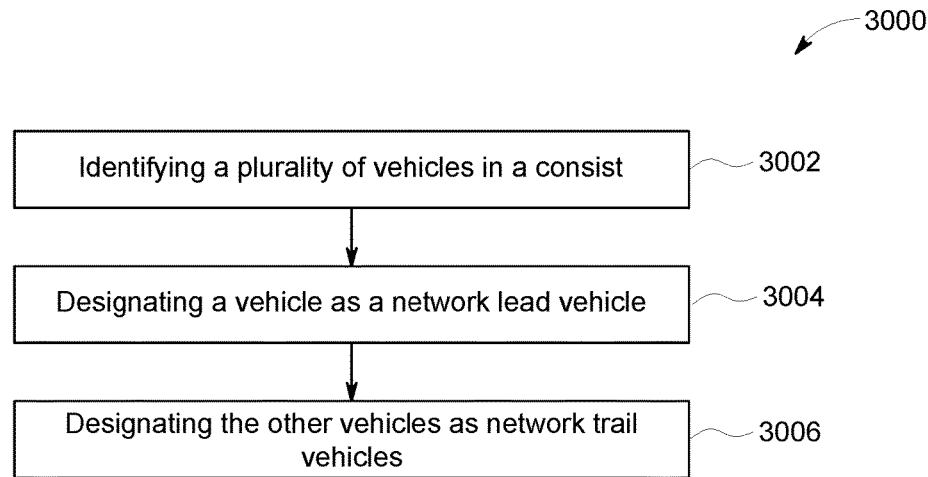 3000
Identifying a plurality of vehicles in a consist
3002
Designating a vehicle as a network lead vehicle
3004
Designating the other vehicles as network trail
vehicles
3006